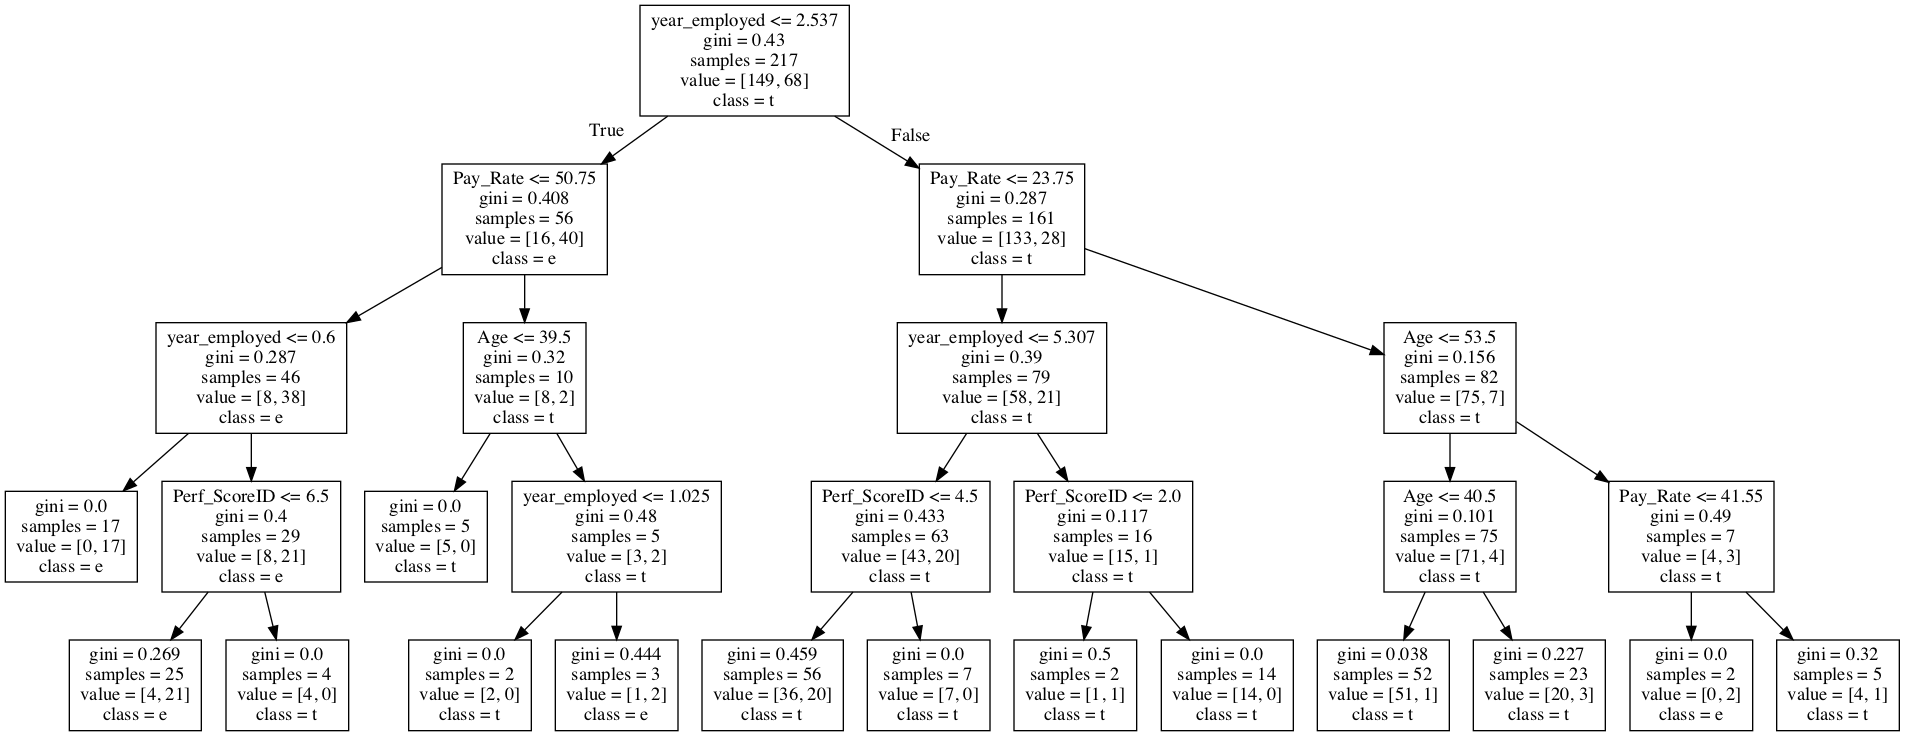 year_employed <= 2.537
gini = 0.43
samples = 217
value = [149, 68]
class = t
True
False
Pay_Rate <= 50.75
gini = 0.408
samples = 56
value = [16, 40]
class = e
Pay_Rate <= 23.75
gini = 0.287
samples = 161
value = [133, 28]
class = t
year_employed <= 0.6
gini = 0.287
samples = 46
value = [8, 38]
class = e
Age <= 39.5
gini = 0.32
samples = 10
value = [8, 2]
class = t
year_employed <= 5.307
gini = 0.39
samples = 79
value = [58, 21]
class = t
Age <= 53.5
gini = 0.156
samples = 82
value = [75, 7]
class = t
gini = 0.0
samples = 17
value = [0, 17]
class = e
Perf_ScoreID <= 6.5
gini = 0.4
samples = 29
value = [8, 21]
class = e
gini = 0.0
samples = 5
value = [5, 0]
class = t
year_employed <= 1.025
gini = 0.48
samples = 5
value = [3, 2]
class = t
Perf_ScoreID <= 4.5
gini = 0.433
samples = 63
value = [43, 20]
class = t
Perf_ScoreID <= 2.0
gini = 0.117
samples = 16
value = [15, 1]
class = t
Age <= 40.5
gini = 0.101
samples = 75
value = [71, 4]
class = t
Pay_Rate <= 41.55
gini = 0.49
samples = 7
value = [4, 3]
class = t
gini = 0.269
samples = 25
value = [4, 21]
class = e
gini = 0.0
samples = 4
value = [4, 0]
class = t
gini = 0.0
samples = 2
value = [2, 0]
class = t
gini = 0.444
samples = 3
value = [1, 2]
class = e
gini = 0.459
samples = 56
value = [36, 20]
class = t
gini = 0.0
samples = 7
value = [7, 0]
class = t
gini = 0.5
samples = 2
value = [1, 1]
class = t
gini = 0.0
samples = 14
value = [14, 0]
class = t
gini = 0.038
samples = 52
value = [51, 1]
class = t
gini = 0.227
samples = 23
value = [20, 3]
class = t
gini = 0.0
samples = 2
value = [0, 2]
class = e
gini = 0.32
samples = 5
value = [4, 1]
class = t